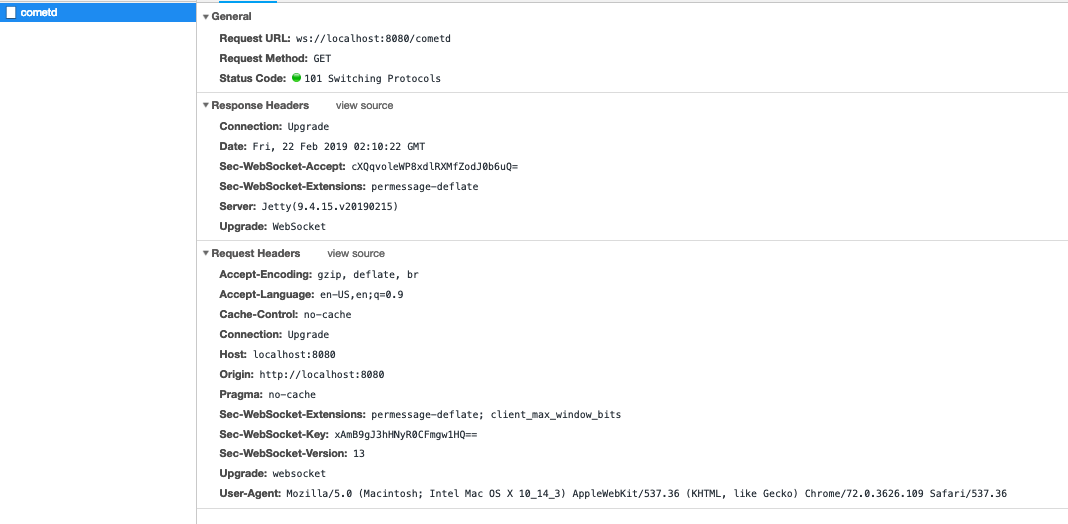 cometd
General
Request URL: ws://localhost:8080/cometd
Request Method: GET
Status Code: 101 Switching Protocols
Response Headers view source
Connection: Upgrade
Date: Fri, 22 Feb 2019 02:10:22 GMT
Sec-WebSocket-Accept: cXQqvoleWP8xdlRXMfZodJ0b6uQ=
Sec-WebSocket-Extensions: permessage-deflate
Server: Jetty(9.4.15.v20190215)
Upgrade: WebSocket
Request Headers view source
Accept-Encoding: gzip, deflate, br
Accept-Language: en-US,en;q=0.9
Cache-Control: no-cache
Connection: Upgrade
Host: localhost:8080
Origin: http://localhost:8080
Pragma: no-cache
Sec-WebSocket-Extensions: permessage-deflate; client_max_window_bits
Sec-WebSocket-Key: xAmB9gJ3hHNyR0CFmgw1HQ==
Sec-WebSocket-Version: 13
Upgrade: websocket
User-Agent: Mozilla/5.0 (Macintosh; Intel Mac OS X 10_14_3) AppleWebKit/537.36 (KHTML, like Gecko) Chrome/72.0.3626.109 Safari/537.36